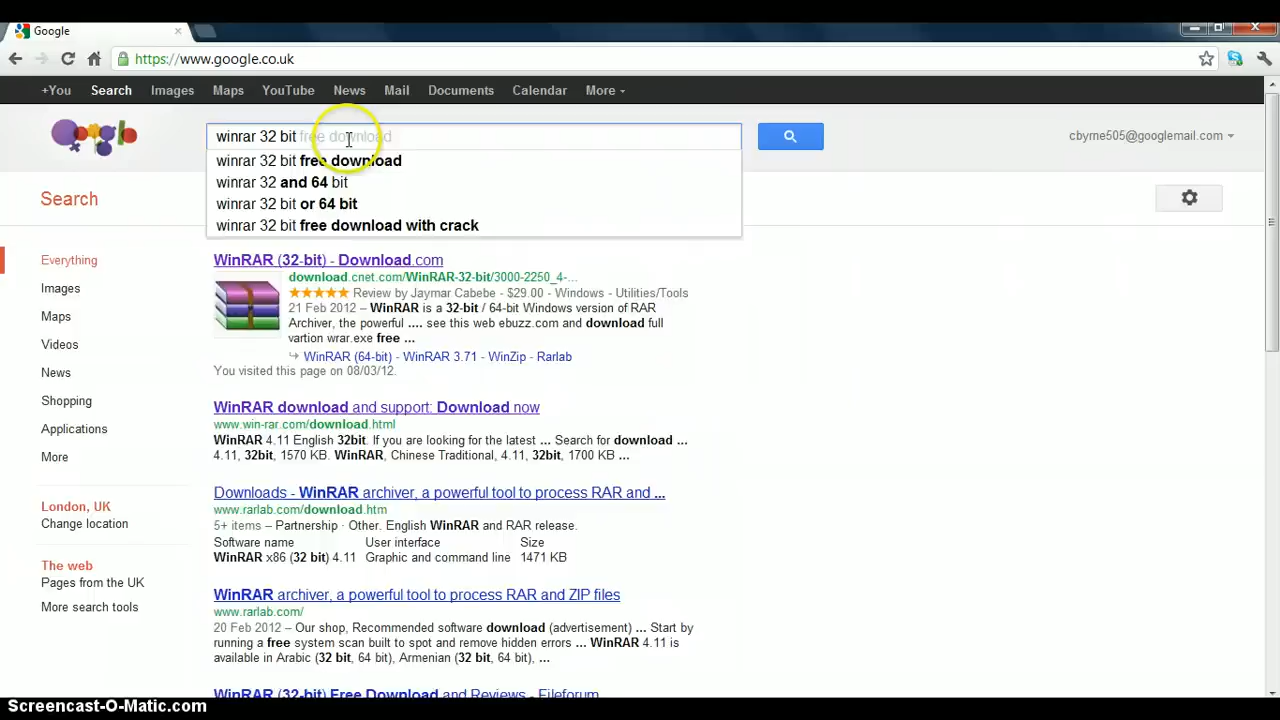 Google
https://www.google.co.uk
+You Search Images Maps YouTube News Mail Documents Calendar More
winrar 32 bit free download
cbyrne505@googlemail.com
winrar 32 bit free download
winrar 32 and 64 bit
winrar 32 bit or 64 bit
winrar 32 bit free download with crack
Search
Everything
Images
Maps
Videos
News
Shopping
Applications
More
London, UK
Change location
The web
Pages from the UK
More search tools
WinRAR (32-bit) - Download.com
download.cnet.com/WinRAR-32-bit/3000-2250_4-...
Review by Jaymar Cabebe - $29.00 - Windows - Utilities/Tools
21 Feb 2012 – WinRAR is a 32-bit / 64-bit Windows version of RAR
Archiver, the powerful .... see this web ebuzz.com and download full
vartion wrar.exe free ...
WinRAR (64-bit) - WinRAR 3.71 - WinZip - Rarlab
You visited this page on 08/03/12.
WinRAR download and support: Download now
www.win-rar.com/download.html
WinRAR 4.11 English 32bit. If you are looking for the latest ... Search for download ...
4.11, 32bit, 1570 KB. WinRAR, Chinese Traditional, 4.11, 32bit, 1700 KB ...
Downloads - WinRAR archiver, a powerful tool to process RAR and ...
www.rarlab.com/download.htm
5+ items – Partnership · Other. English WinRAR and RAR release.
Software name User interface Size
WinRAR x86 (32 bit) 4.11 Graphic and command line 1471 KB
WinRAR archiver, a powerful tool to process RAR and ZIP files
www.rarlab.com/
20 Feb 2012 – Our shop, Recommended software download (advertisement) ... Start by
running a free system scan built to spot and remove hidden errors ... WinRAR 4.11 is
available in Arabic (32 bit, 64 bit), Armenian (32 bit, 64 bit), ...
WinRAR (32-bit) Free Download and Reviews - Fileforum
Screencast-O-Matic.com